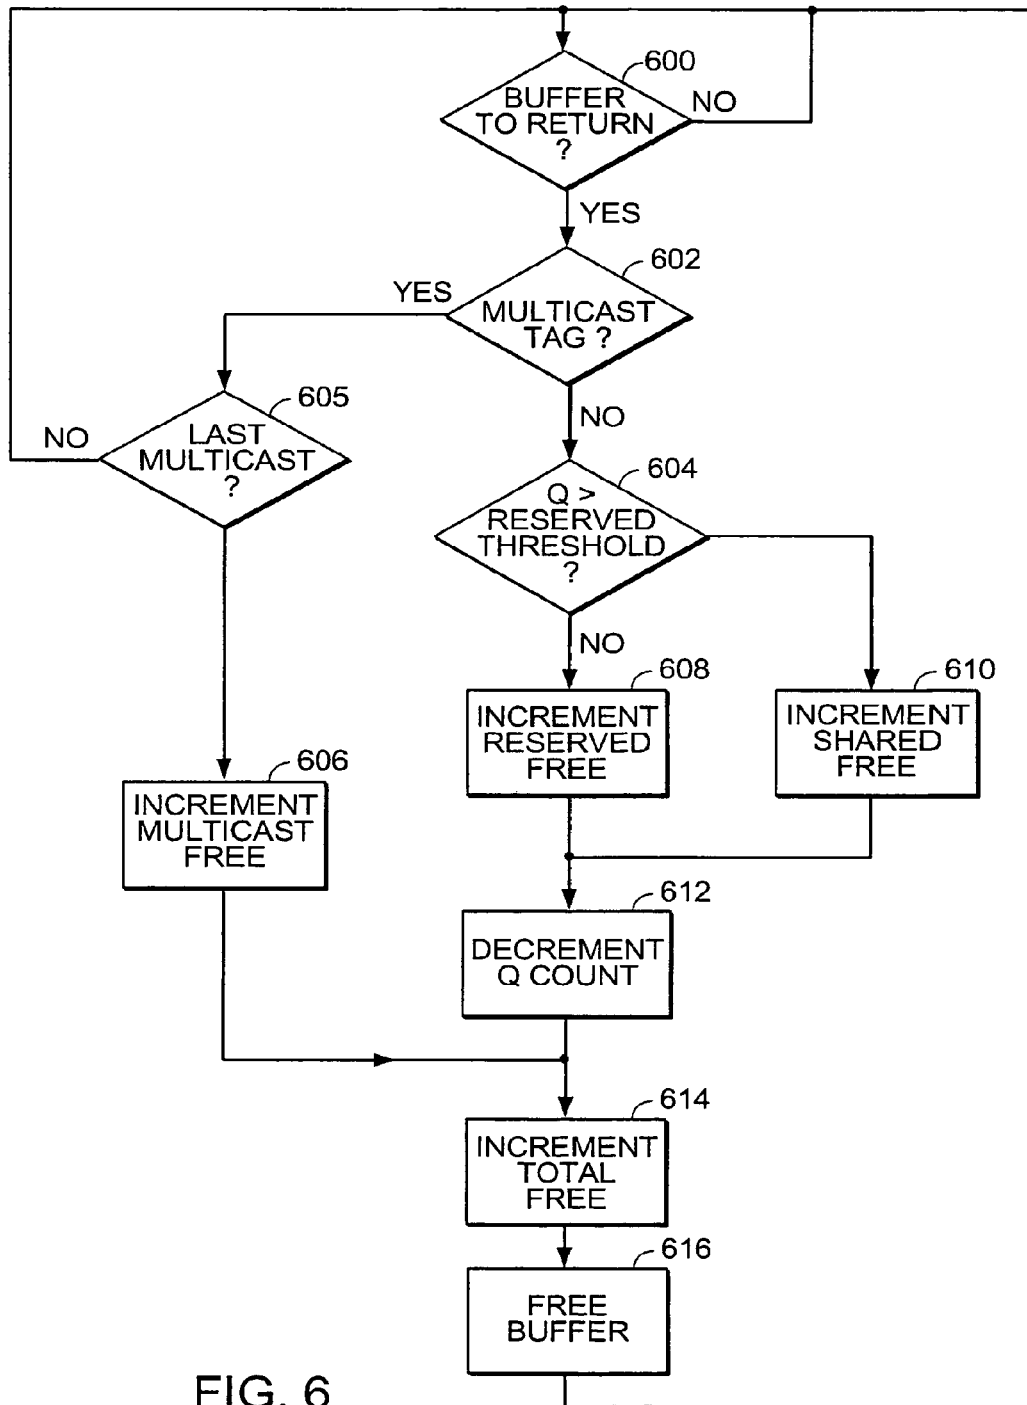 600
BUFFER
TO RETURN
?
NO
YES
602
MULTICAST
TAG ?
YES
NO
605
LAST
MULTICAST
?
NO
604
Q >
RESERVED
THRESHOLD
?
NO
608
INCREMENT
RESERVED
FREE
610
INCREMENT
SHARED
FREE
606
INCREMENT
MULTICAST
FREE
612
DECREMENT
Q COUNT
614
INCREMENT
TOTAL
FREE
616
FREE
BUFFER
FIG. 6